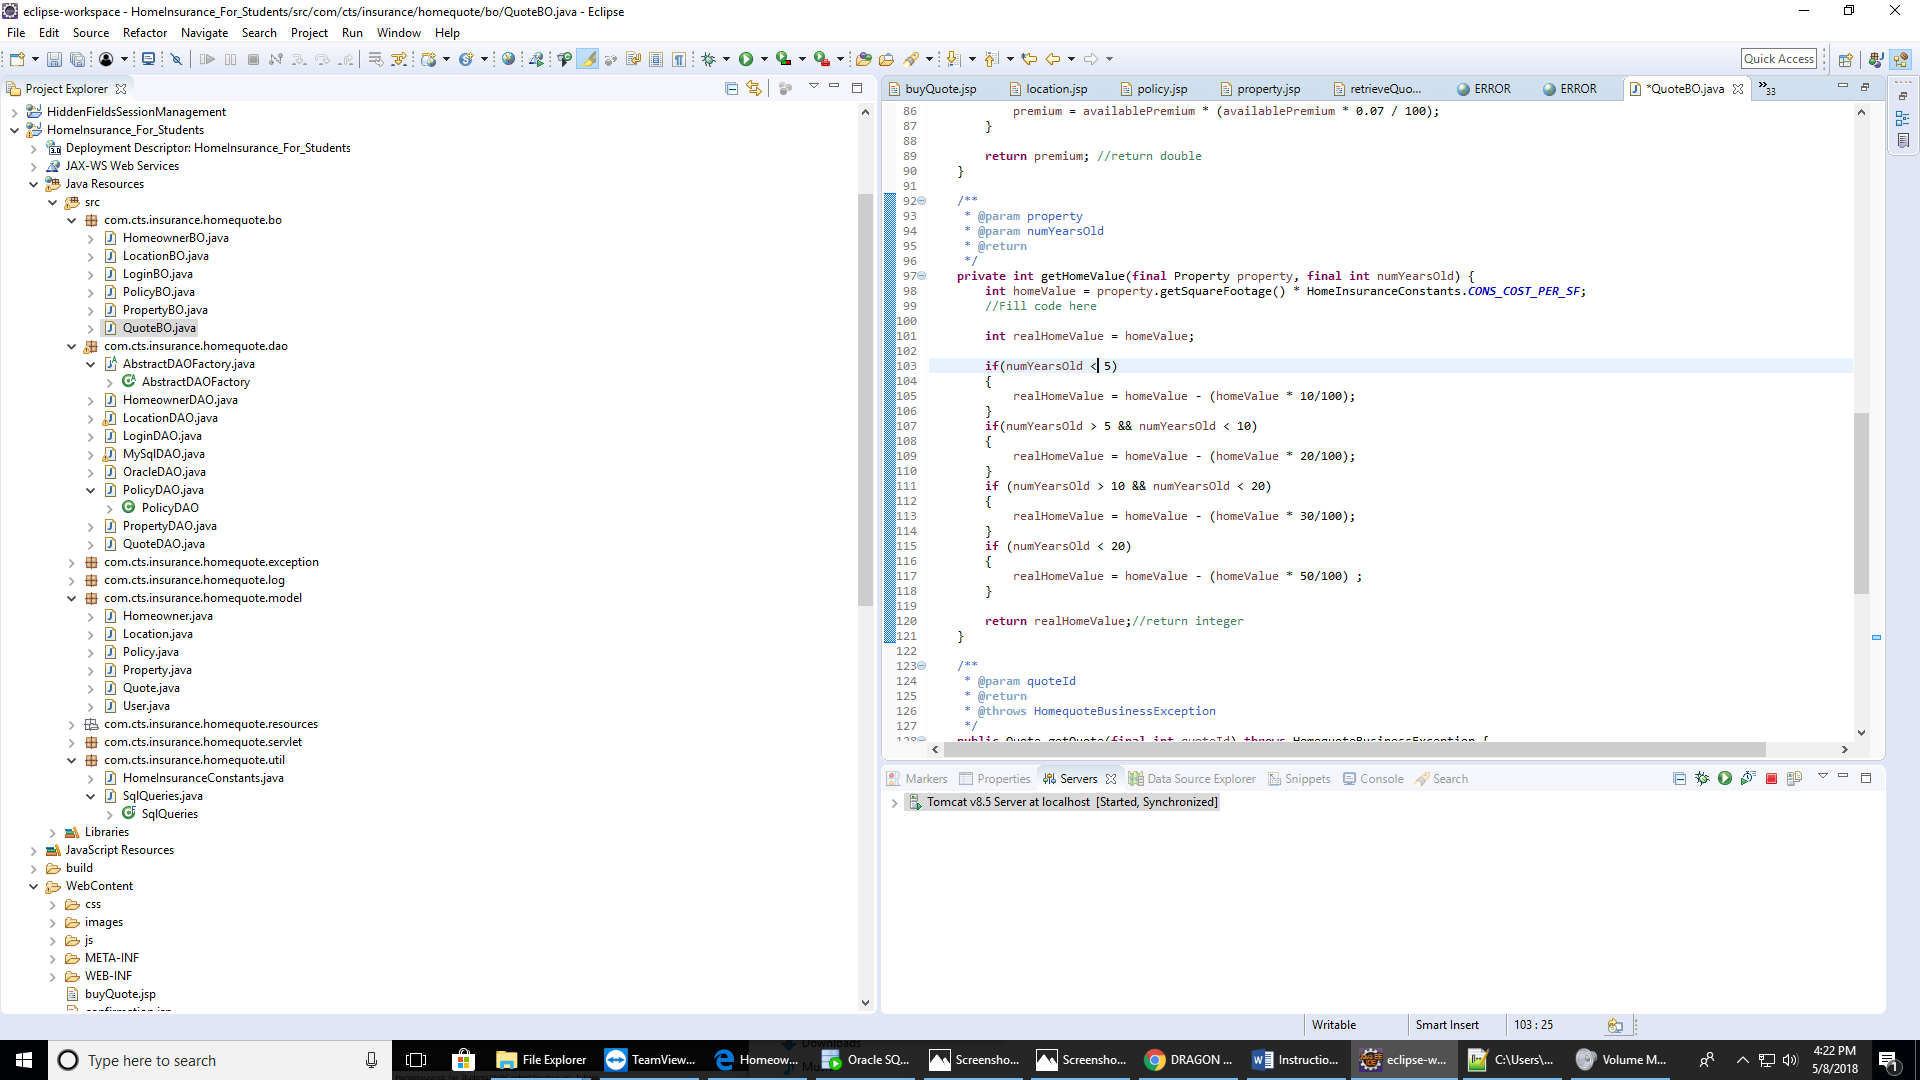 eclipse-workspace - HomeInsurance_For_Students/src/com/cts/insurance/homequote/bo/QuoteBO.java - Eclipse
File Edit Source Refactor Navigate Search Project Run Window Help
Quick Access
Project Explorer
HiddenFieldsSessionManagement
HomeInsurance_For_Students
Deployment Descriptor: HomeInsurance_For_Students
JAX-WS Web Services
Java Resources
src
com.cts.insurance.homequote.bo
HomeownerBO.java
LocationBO.java
LoginBO.java
PolicyBO.java
PropertyBO.java
QuoteBO.java
com.cts.insurance.homequote.dao
AbstractDAOFactory.java
AbstractDAOFactory
HomeownerDAO.java
LocationDAO.java
LoginDAO.java
MySqlDAO.java
OracleDAO.java
PolicyDAO.java
PolicyDAO
PropertyDAO.java
QuoteDAO.java
com.cts.insurance.homequote.exception
com.cts.insurance.homequote.log
com.cts.insurance.homequote.model
Homeowner.java
Location.java
Policy.java
Property.java
Quote.java
User.java
com.cts.insurance.homequote.resources
com.cts.insurance.homequote.servlet
com.cts.insurance.homequote.util
HomeInsuranceConstants.java
SqlQueries.java
SqlQueries
Libraries
JavaScript Resources
build
WebContent
css
images
js
META-INF
WEB-INF
buyQuote.jsp
buyQuote.jsp location.jsp policy.jsp property.jsp retrieveQuo... ERROR ERROR *QuoteBO.java »33
86 premium = availablePremium * (availablePremium * 0.07 / 100);
87 }
88
89 return premium; //return double
90 }
91
92 /**
93 * @param property
94 * @param numYearsOld
95 * @return
96 */
97 private int getHomeValue(final Property property, final int numYearsOld) {
98 int homeValue = property.getSquareFootage() * HomeInsuranceConstants.CONS_COST_PER_SF;
99 //Fill code here
100
101 int realHomeValue = homeValue;
102
103 if(numYearsOld < 5)
104 {
105 realHomeValue = homeValue - (homeValue * 10/100);
106 }
107 if(numYearsOld > 5 && numYearsOld < 10)
108 {
109 realHomeValue = homeValue - (homeValue * 20/100);
110 }
111 if (numYearsOld > 10 && numYearsOld < 20)
112 {
113 realHomeValue = homeValue - (homeValue * 30/100);
114 }
115 if (numYearsOld < 20)
116 {
117 realHomeValue = homeValue - (homeValue * 50/100) ;
118 }
119
120 return realHomeValue;//return integer
121 }
122
123 /**
124 * @param quoteId
125 * @return
126 * @throws HomequoteBusinessException
127 */
128 public Quote getQuote(final int quoteId) throws HomequoteBusinessException {
Markers Properties Servers Data Source Explorer Snippets Console Search
Tomcat v8.5 Server at localhost [Started, Synchronized]
Writable Smart Insert 103 : 25
Type here to search
File Explorer TeamView... Homeow... Oracle SQ... Screensho... Screensho... DRAGON ... Instructio... eclipse-w... C:\Users\... Volume M...
4:22 PM
5/8/2018
1